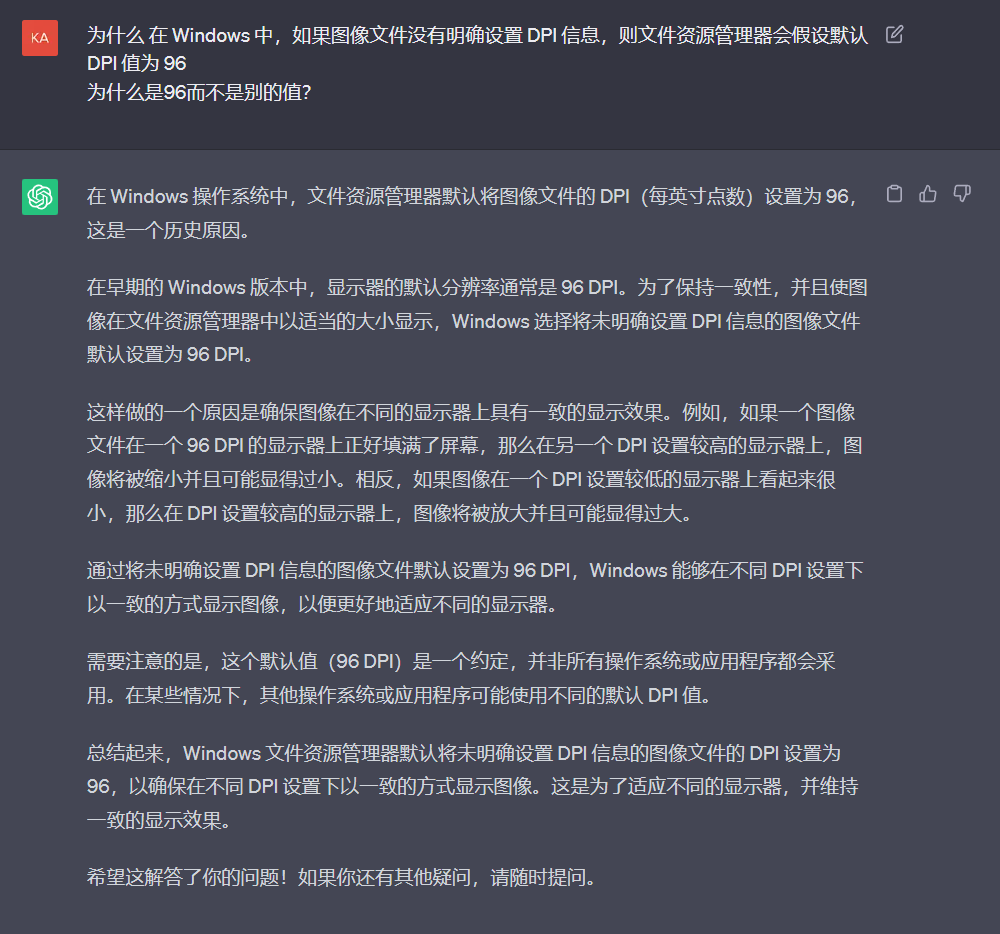 KA
为什么 在 Windows 中，如果图像文件没有明确设置 DPI 信息，则文件资源管理器会假设默认
DPI 值为 96
为什么是96而不是别的值？
在 Windows 操作系统中，文件资源管理器默认将图像文件的 DPI（每英寸点数）设置为 96，
这是一个历史原因。
在早期的 Windows 版本中，显示器的默认分辨率通常是 96 DPI。为了保持一致性，并且使图
像在文件资源管理器中以适当的大小显示，Windows 选择将未明确设置 DPI 信息的图像文件
默认设置为 96 DPI。
这样做的一个原因是确保图像在不同的显示器上具有一致的显示效果。例如，如果一个图像
文件在一个 96 DPI 的显示器上正好填满了屏幕，那么在另一个 DPI 设置较高的显示器上，图
像将被缩小并且可能显得过小。相反，如果图像在一个 DPI 设置较低的显示器上看起来很
小，那么在 DPI 设置较高的显示器上，图像将被放大并且可能显得过大。
通过将未明确设置 DPI 信息的图像文件默认设置为 96 DPI，Windows 能够在不同 DPI 设置下
以一致的方式显示图像，以便更好地适应不同的显示器。
需要注意的是，这个默认值（96 DPI）是一个约定，并非所有操作系统或应用程序都会采
用。在某些情况下，其他操作系统或应用程序可能使用不同的默认 DPI 值。
总结起来，Windows 文件资源管理器默认将未明确设置 DPI 信息的图像文件的 DPI 设置为
96，以确保在不同 DPI 设置下以一致的方式显示图像。这是为了适应不同的显示器，并维持
一致的显示效果。
希望这解答了你的问题！如果你还有其他疑问，请随时提问。